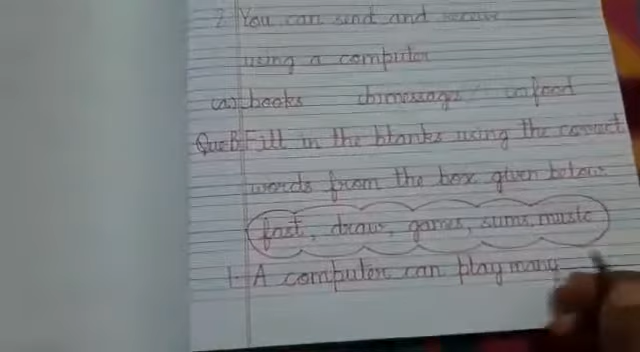 2. You can send and receive
using a computer
(a) books (b) messages (c) food
Que B. Fill in the blanks using the correct
words from the box given below.
fast, draw, games, sums, music
1. A computer can play many